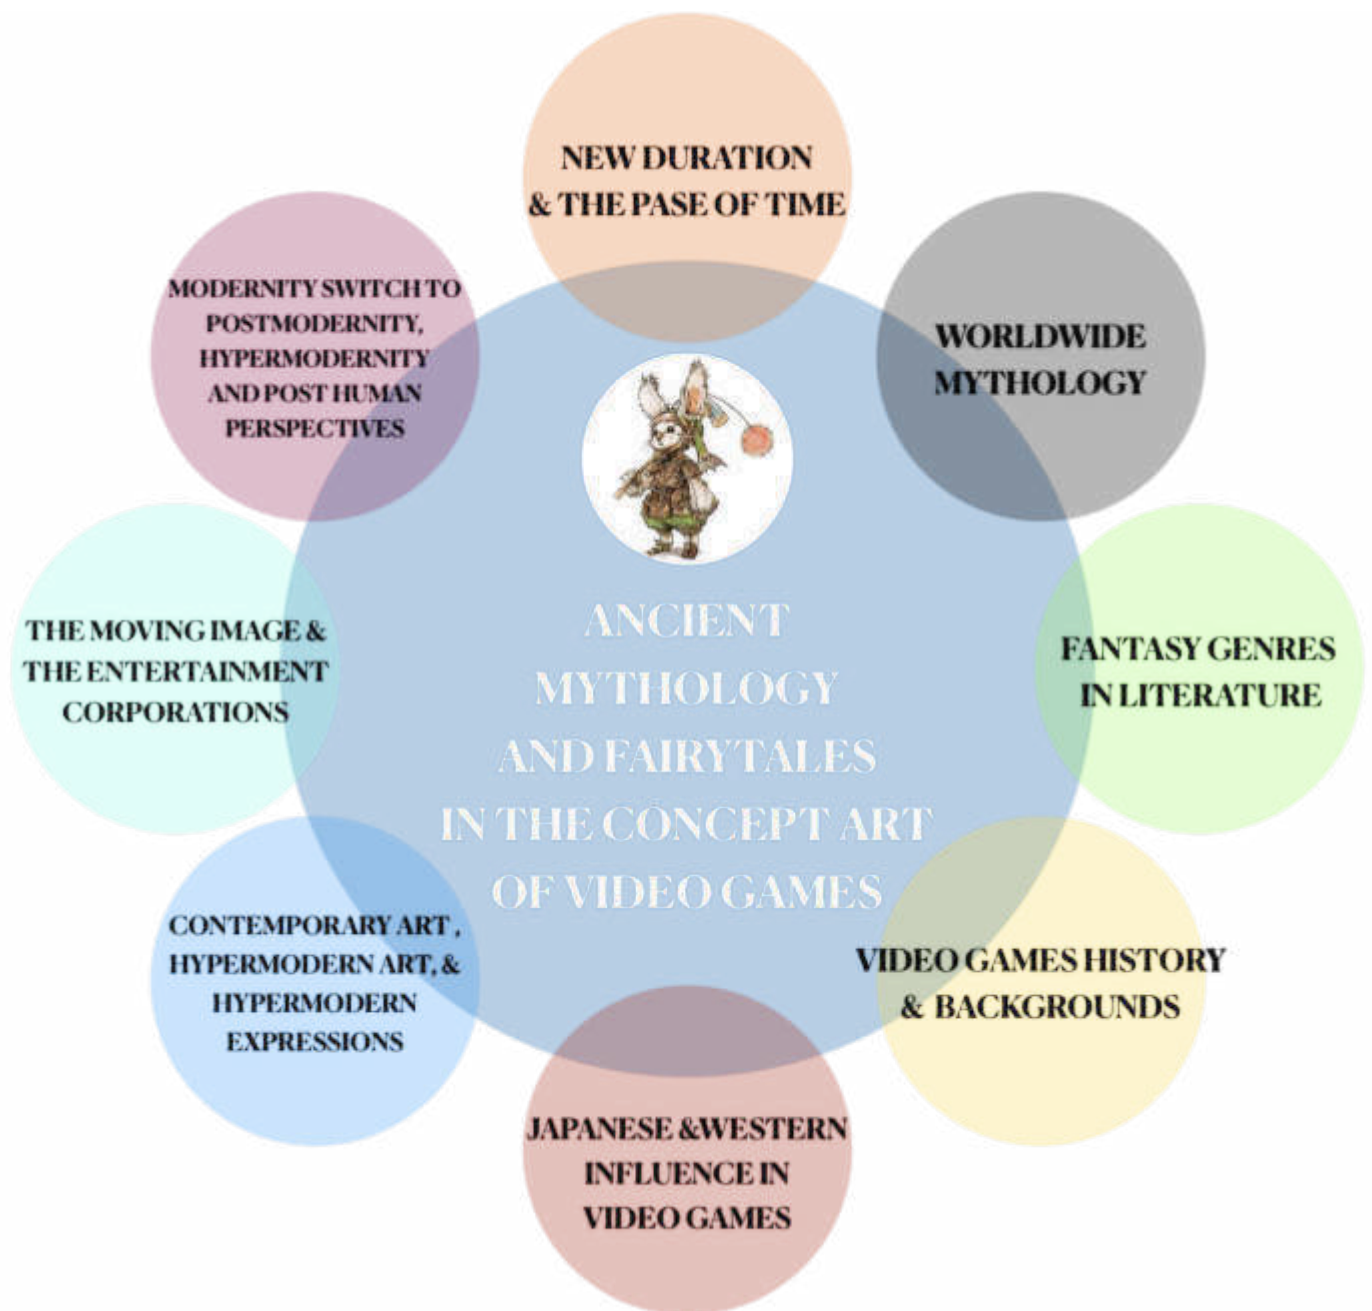 NEW DURATION
& THE PASE OF TIME
WORLDWIDE
MYTHOLOGY
FANTASY GENRES
IN LITERATURE
VIDEO GAMES HISTORY
& BACKGROUNDS
JAPANESE &WESTERN
INFLUENCE IN
VIDEO GAMES
CONTEMPORARY ART ,
HYPERMODERN ART, &
HYPERMODERN
EXPRESSIONS
THE MOVING IMAGE &
THE ENTERTAINMENT
CORPORATIONS
MODERNITY SWITCH TO
POSTMODERNITY,
HYPERMODERNITY
AND POST HUMAN
PERSPECTIVES
ANCIENT
MYTHOLOGY
AND FAIRYTALES
IN THE CONCEPT ART
OF VIDEO GAMES